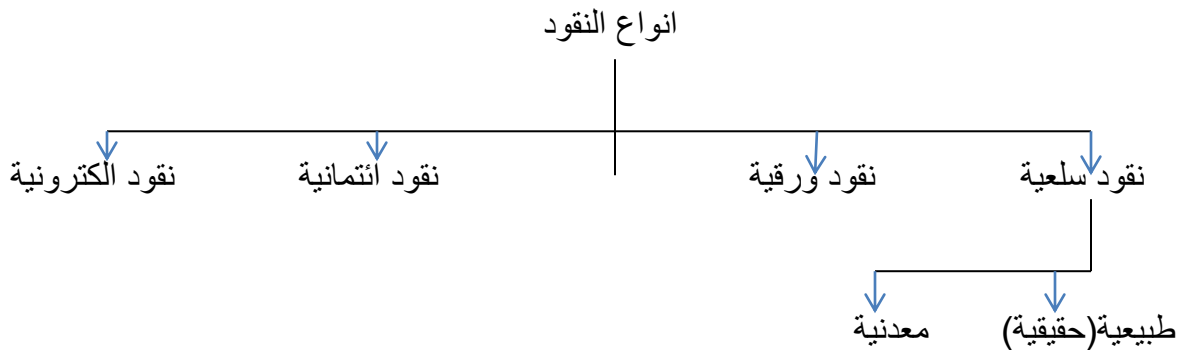 انواع النقود
نقود سلعية نقود ورقية نقود ائتمانية نقود الكترونية
طبيعية(حقيقية) معدنية